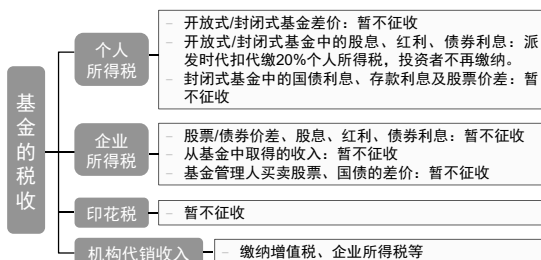 基金的税收
个人
所得税
– 开放式/封闭式基金差价：暂不征收
– 开放式/封闭式基金中的股息、红利、债券利息：派
发时代扣代缴20%个人所得税，投资者不再缴纳。
– 封闭式基金中的国债利息、存款利息及股票价差：暂
不征收
企业
所得税
– 股票/债券价差、股息、红利、债券利息：暂不征收
– 从基金中取得的收入：暂不征收
– 基金管理人买卖股票、国债的差价：暂不征收
印花税
– 暂不征收
机构代销收入
– 缴纳增值税、企业所得税等